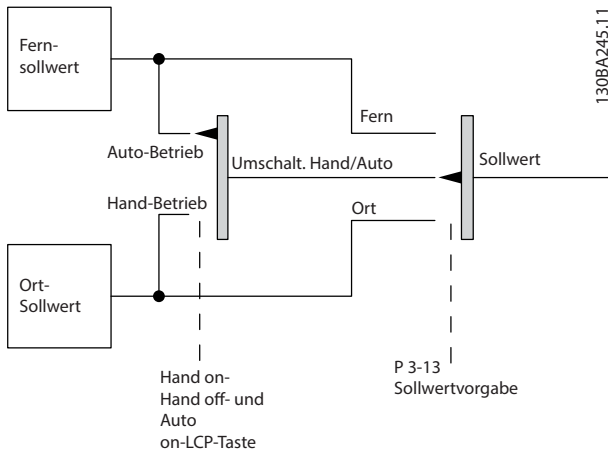 Fern-
sollwert
130BA245.11
Fern
Auto-Betrieb
Umschalt. Hand/Auto
Sollwert
Hand-Betrieb
Ort
Ort-
Sollwert
P 3-13
Sollwertvorgabe
Hand on-
Hand off- und
Auto
on-LCP-Taste